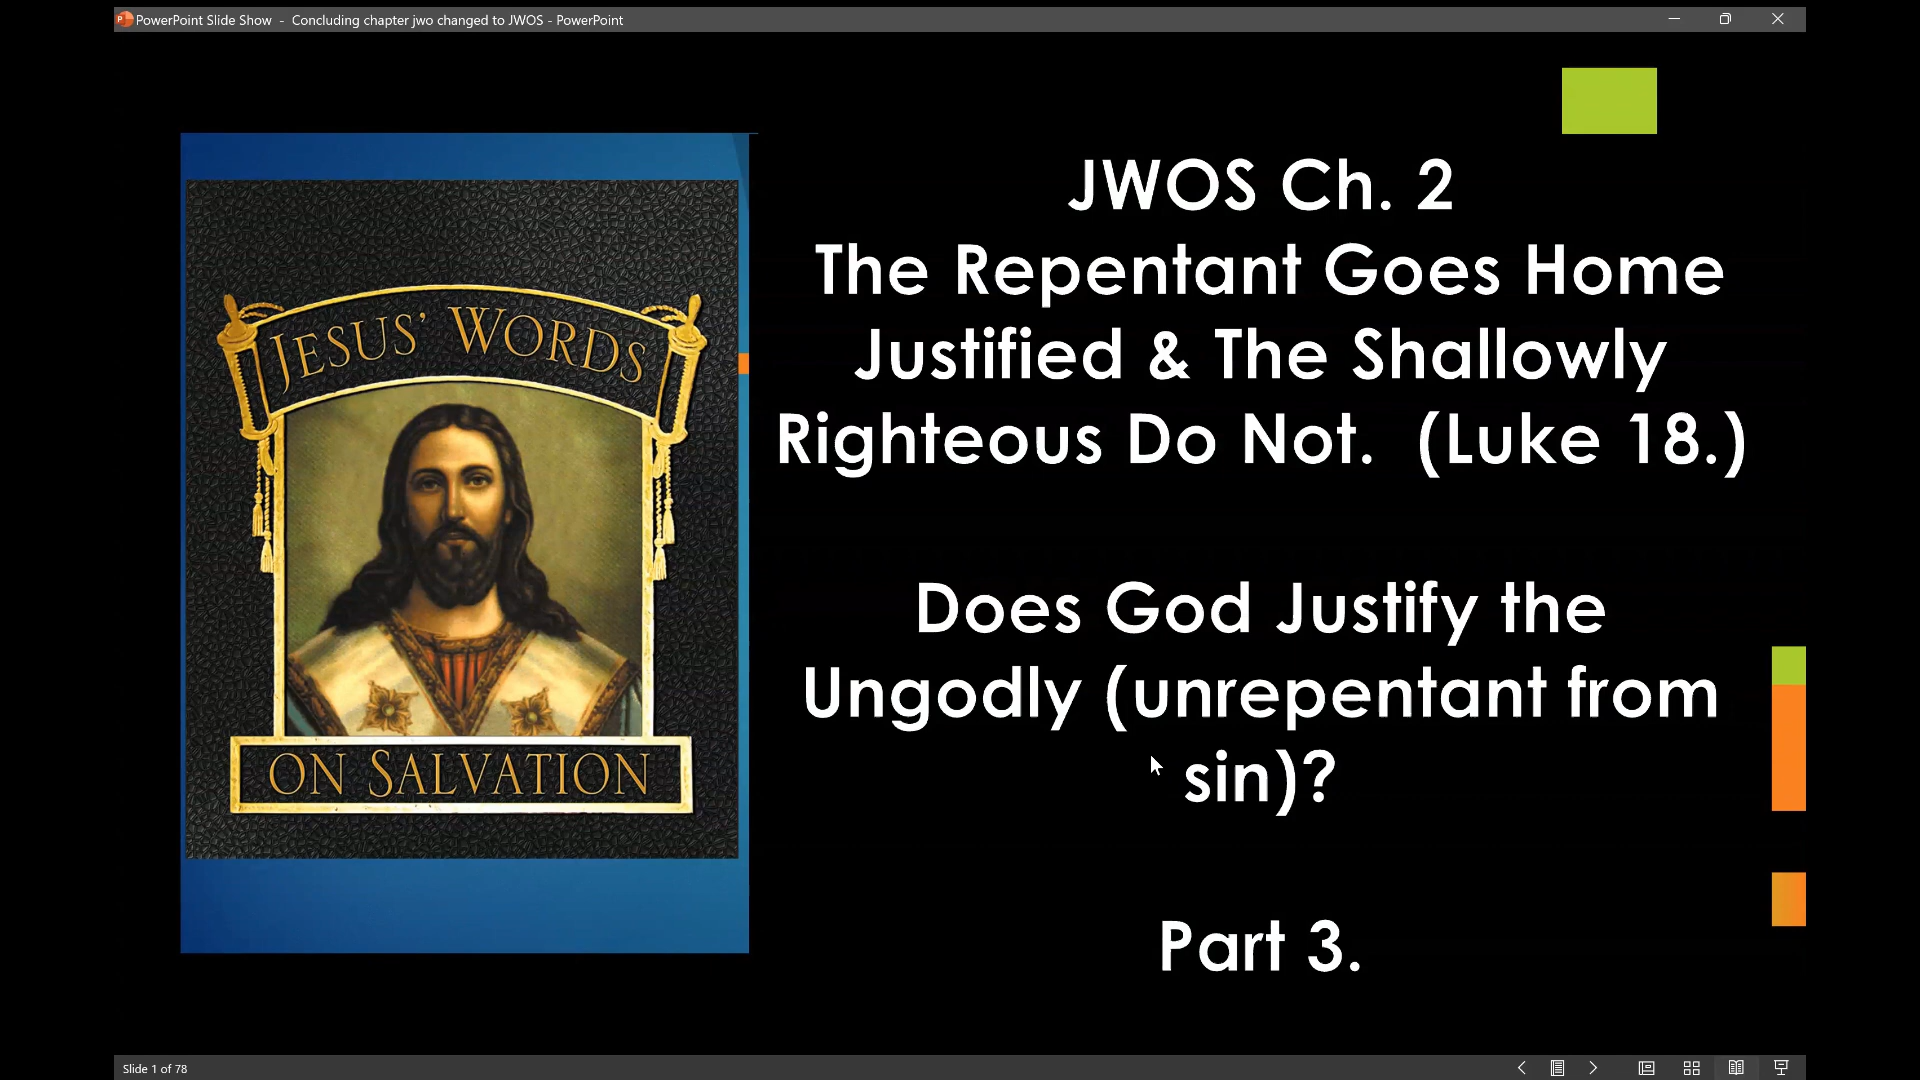 PowerPoint Slide Show - Concluding chapter jwo changed to JWOS - PowerPoint
JESUS' WORDS
ON SALVATION
JWOS Ch. 2
The Repentant Goes Home
Justified & The Shallowly
Righteous Do Not. (Luke 18.)
Does God Justify the
Ungodly (unrepentant from
sin)?
Part 3.
Slide 1 of 78